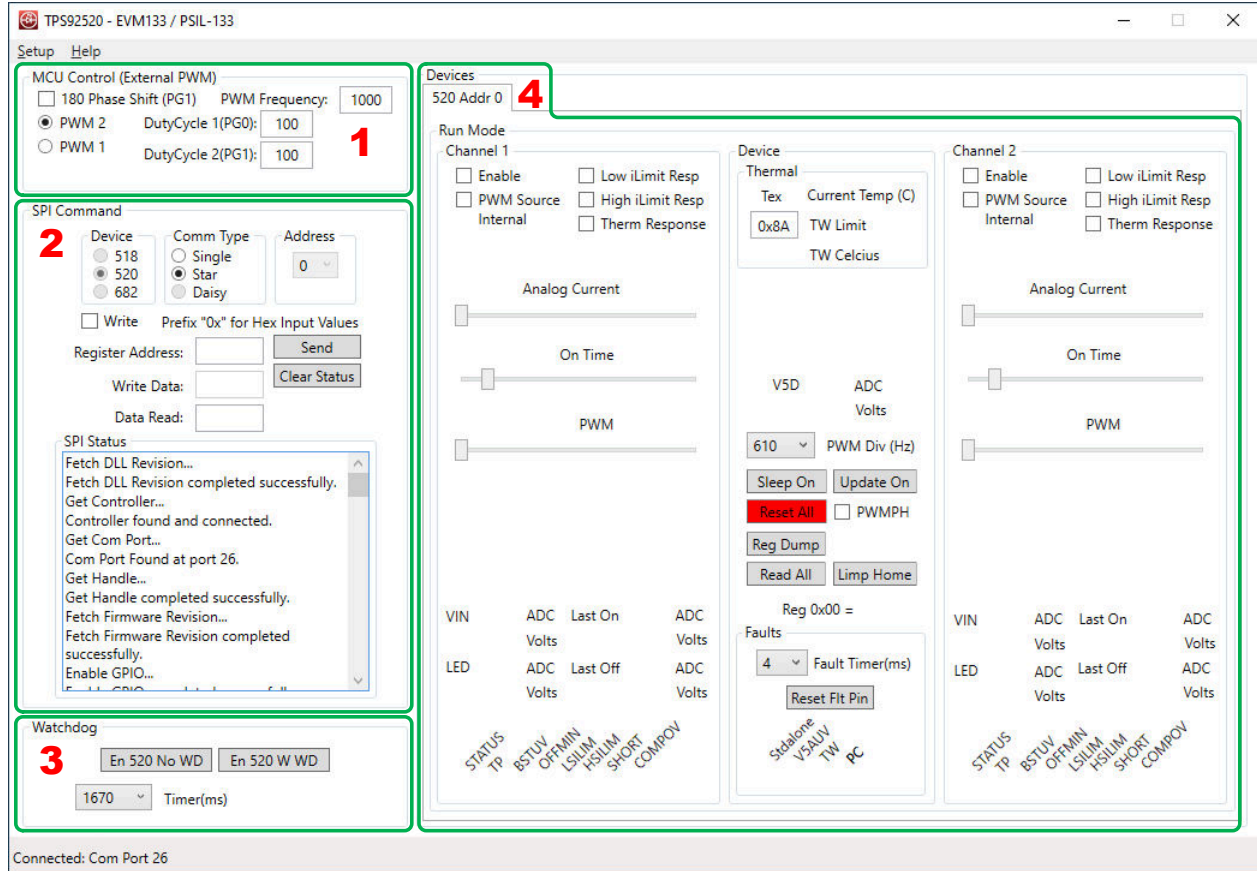 TPS92520 - EVM133 / PSIL-133
Setup Help
MCU Control (External PWM)
180 Phase Shift (PG1) PWM Frequency: 1000
PWM 2 DutyCycle 1(PG0): 100
PWM 1 DutyCycle 2(PG1): 100
1
SPI Command
2
Device Comm Type Address
518 Single
520 Star 0
682 Daisy
Write Prefix "0x" for Hex Input Values
Register Address: Send
Write Data: Clear Status
Data Read:
SPI Status
Fetch DLL Revision...
Fetch DLL Revision completed successfully.
Get Controller...
Controller found and connected.
Get Com Port...
Com Port Found at port 26.
Get Handle...
Get Handle completed successfully.
Fetch Firmware Revision...
Fetch Firmware Revision completed
successfully.
Enable GPIO...
Watchdog
3
En 520 No WD En 520 W WD
1670 Timer(ms)
Devices
520 Addr 0 4
Run Mode
Channel 1
Enable Low iLimit Resp
PWM Source High iLimit Resp
Internal Therm Response
Analog Current
On Time
PWM
VIN ADC Last On ADC
Volts Volts
LED ADC Last Off ADC
Volts Volts
STATUS TP BSTUV OFFMIN LSILIM HSILIM SHORT COMPOV
Device
Thermal
Tex Current Temp (C)
0x8A TW Limit
TW Celcius
V5D ADC
Volts
610 PWM Div (Hz)
Sleep On Update On
Reset All PWMPH
Reg Dump
Read All Limp Home
Reg 0x00 =
Faults
4 Fault Timer(ms)
Reset Flt Pin
Stdalone V5AUV TW PC
Channel 2
Enable Low iLimit Resp
PWM Source High iLimit Resp
Internal Therm Response
Analog Current
On Time
PWM
VIN ADC Last On ADC
Volts Volts
LED ADC Last Off ADC
Volts Volts
STATUS TP BSTUV OFFMIN LSILIM HSILIM SHORT COMPOV
Connected: Com Port 26